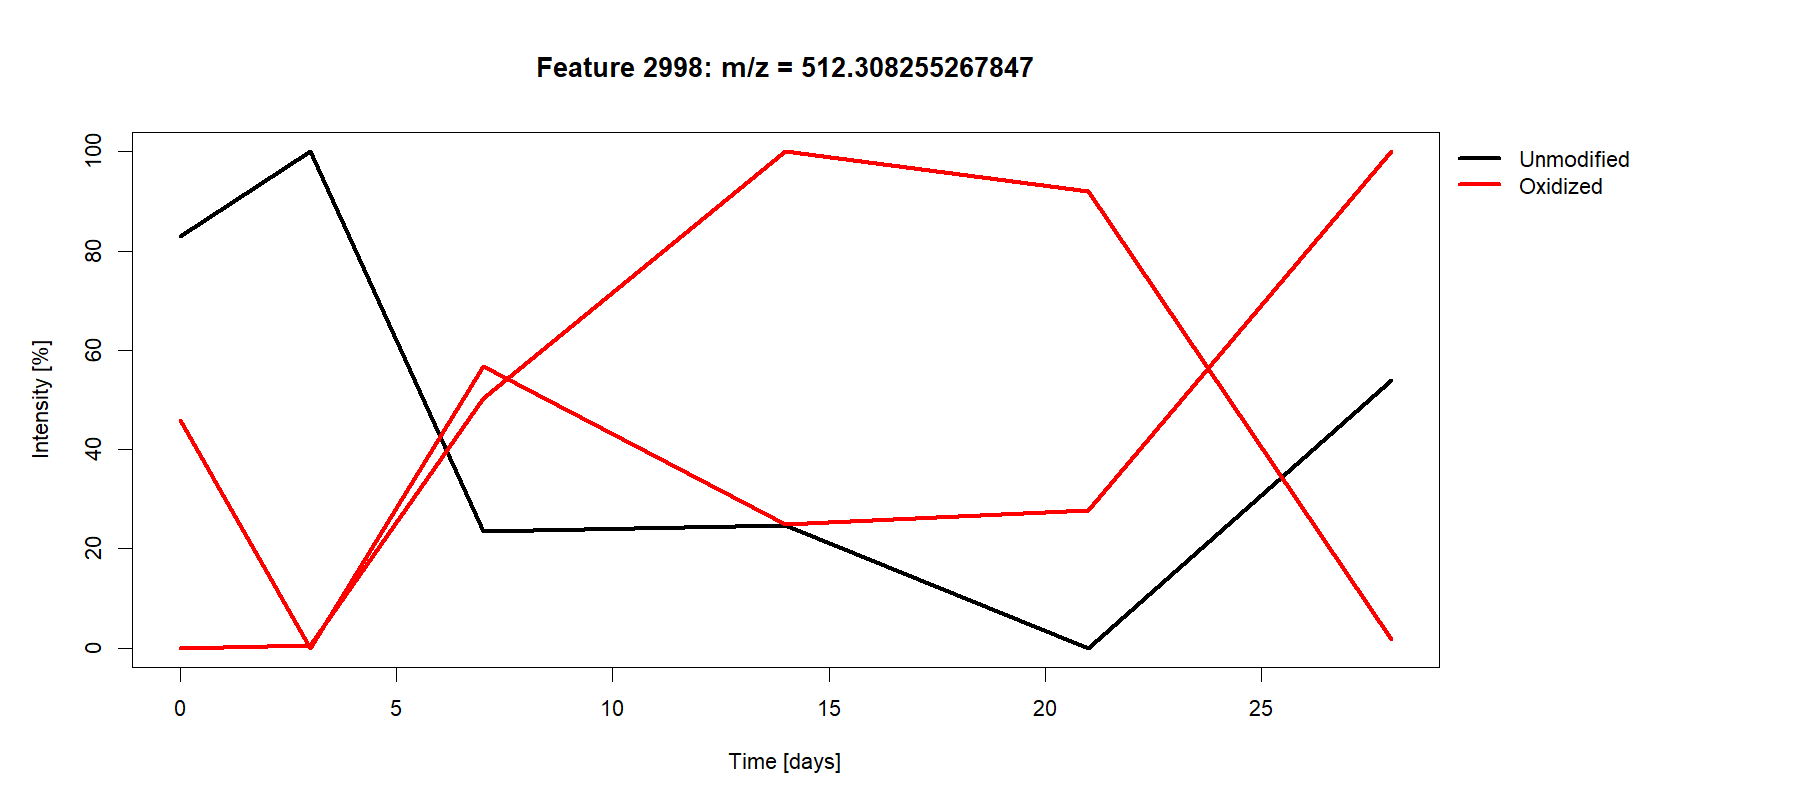 Feature 2998: m/z = 512.308255267847
Unmodified
Oxidized
Intensity [%]
100
80
60
40
20
0
0 5 10 15 20 25
Time [days]